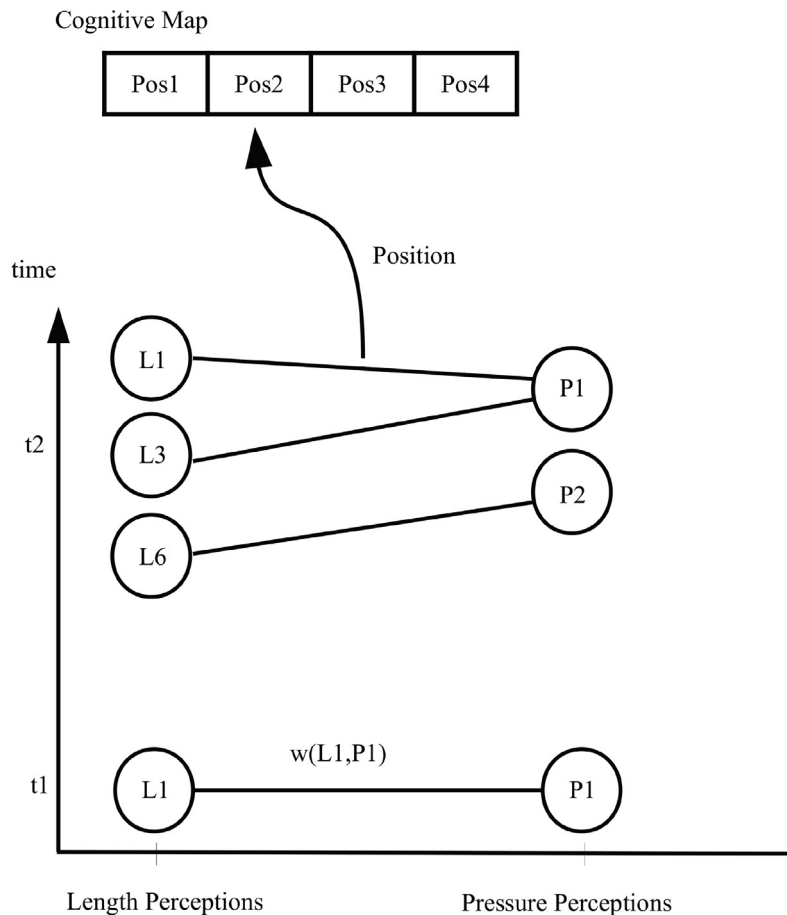 Cognitive Map
Pos1 Pos2 Pos3 Pos4
Position
time
L1
P1
t2
L3
P2
L6
w(L1,P1)
t1
L1
P1
Length Perceptions
Pressure Perceptions